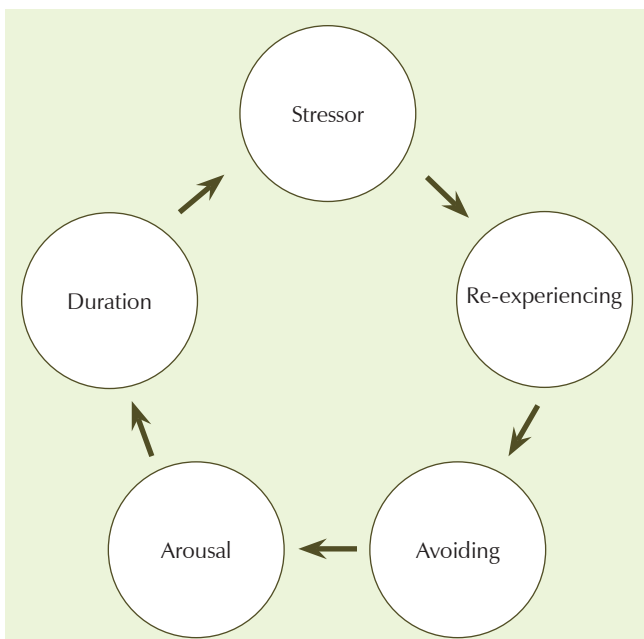 Stressor
Re-experiencing
Avoiding
Arousal
Duration